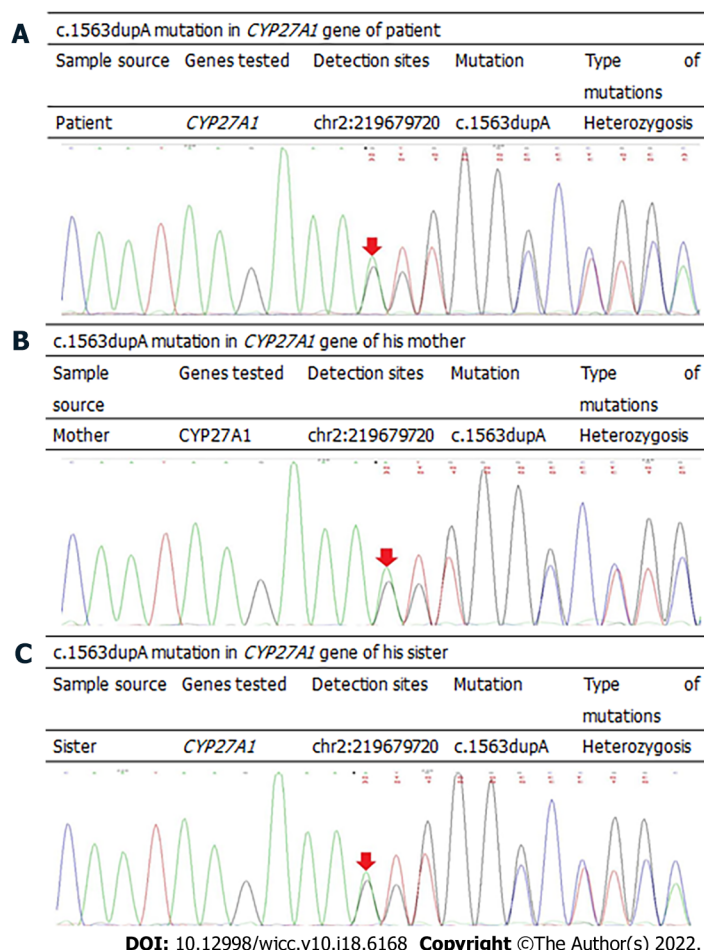 A
c.1563dupA mutation in CYP27A1 gene of patient
Sample source Genes tested Detection sites Mutation Type of
mutations
Patient CYP27A1 chr2:219679720 c.1563dupA Heterozygosis
B
c.1563dupA mutation in CYP27A1 gene of his mother
Sample Genes tested Detection sites Mutation Type of
source mutations
Mother CYP27A1 chr2:219679720 c.1563dupA Heterozygosis
C
c.1563dupA mutation in CYP27A1 gene of his sister
Sample source Genes tested Detection sites Mutation Type of
mutations
Sister CYP27A1 chr2:219679720 c.1563dupA Heterozygosis
DOI: 10.12998/wjcc.v10.i18.6168 Copyright ©The Author(s) 2022.